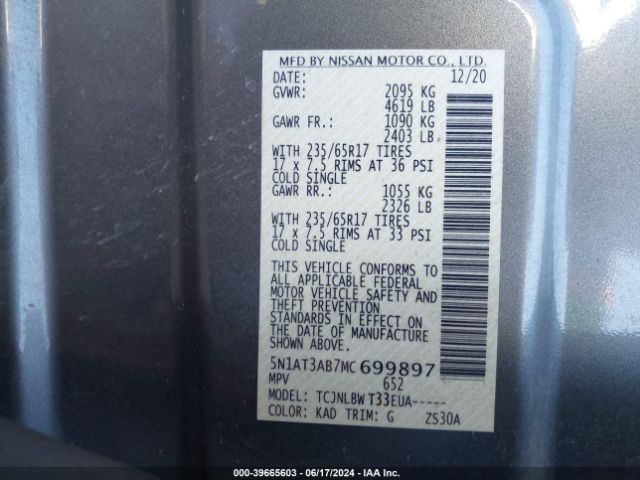 MFD BY NISSAN MOTOR CO., LTD.
DATE: 12/20
GVWR: 2095 KG
4619 LB
GAWR FR.: 1090 KG
2403 LB
WITH 235/65R17 TIRES
17 x 7.5 RIMS AT 36 PSI
COLD SINGLE
GAWR RR.: 1055 KG
2326 LB
WITH 235/65R17 TIRES
17 x 7.5 RIMS AT 33 PSI
COLD SINGLE
THIS VEHICLE CONFORMS TO
ALL APPLICABLE FEDERAL
MOTOR VEHICLE SAFETY AND
THEFT PREVENTION
STANDARDS IN EFFECT ON
THE DATE OF MANUFACTURE
SHOWN ABOVE.
5N1AT3AB7MC699897
MPV 652
MODEL: TCJNLBW T33EUA-----
COLOR: KAD TRIM: G ZS30A
000-39665603 - 06/17/2024 - IAA Inc.